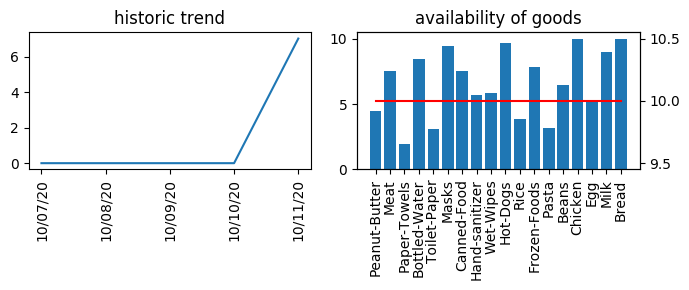 historic trend
6
4
2
0
10/07/20
10/08/20
10/09/20
10/10/20
10/11/20
availability of goods
10
5
0
10.5
10.0
9.5
Peanut-Butter
Meat
Paper-Towels
Bottled-Water
Toilet-Paper
Masks
Canned-Food
Hand-sanitizer
Wet-Wipes
Hot-Dogs
Rice
Frozen-Foods
Pasta
Beans
Chicken
Egg
Milk
Bread